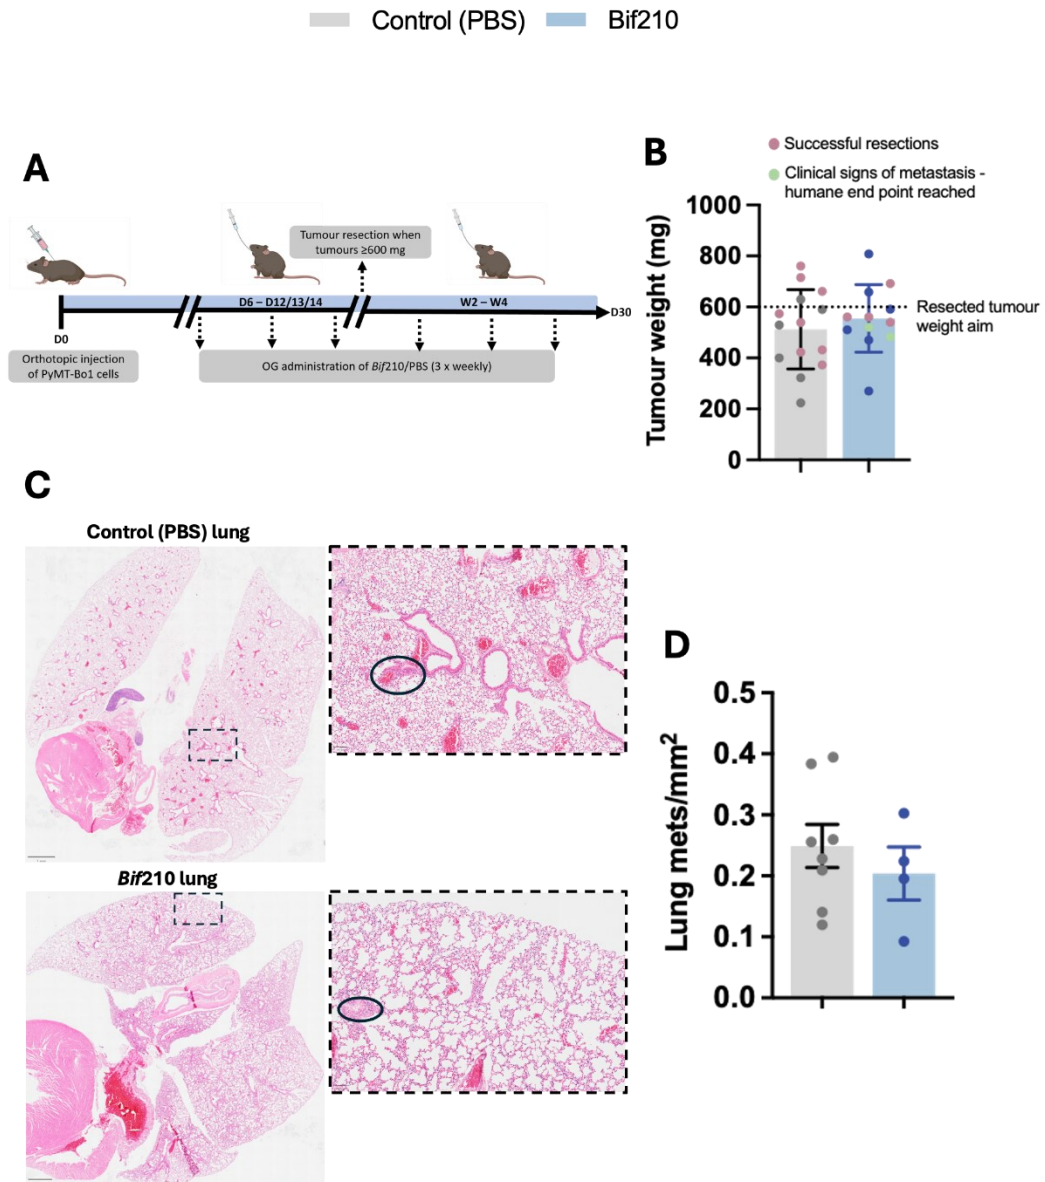 Control (PBS) Bif210
A
Tumour resection when
tumours ≥600 mg
D6 – D12/13/14
W2 – W4
D30
D0
Orthotopic injection
of PyMT-Bo1 cells
OG administration of Bif210/PBS (3 x weekly)
B
Successful resections
Clinical signs of metastasis -
humane end point reached
Tumour weight (mg)
1000
800
600
400
200
0
Resected tumour
weight aim
C
Control (PBS) lung
Bif210 lung
D
Lung mets/mm²
0.5
0.4
0.3
0.2
0.1
0.0